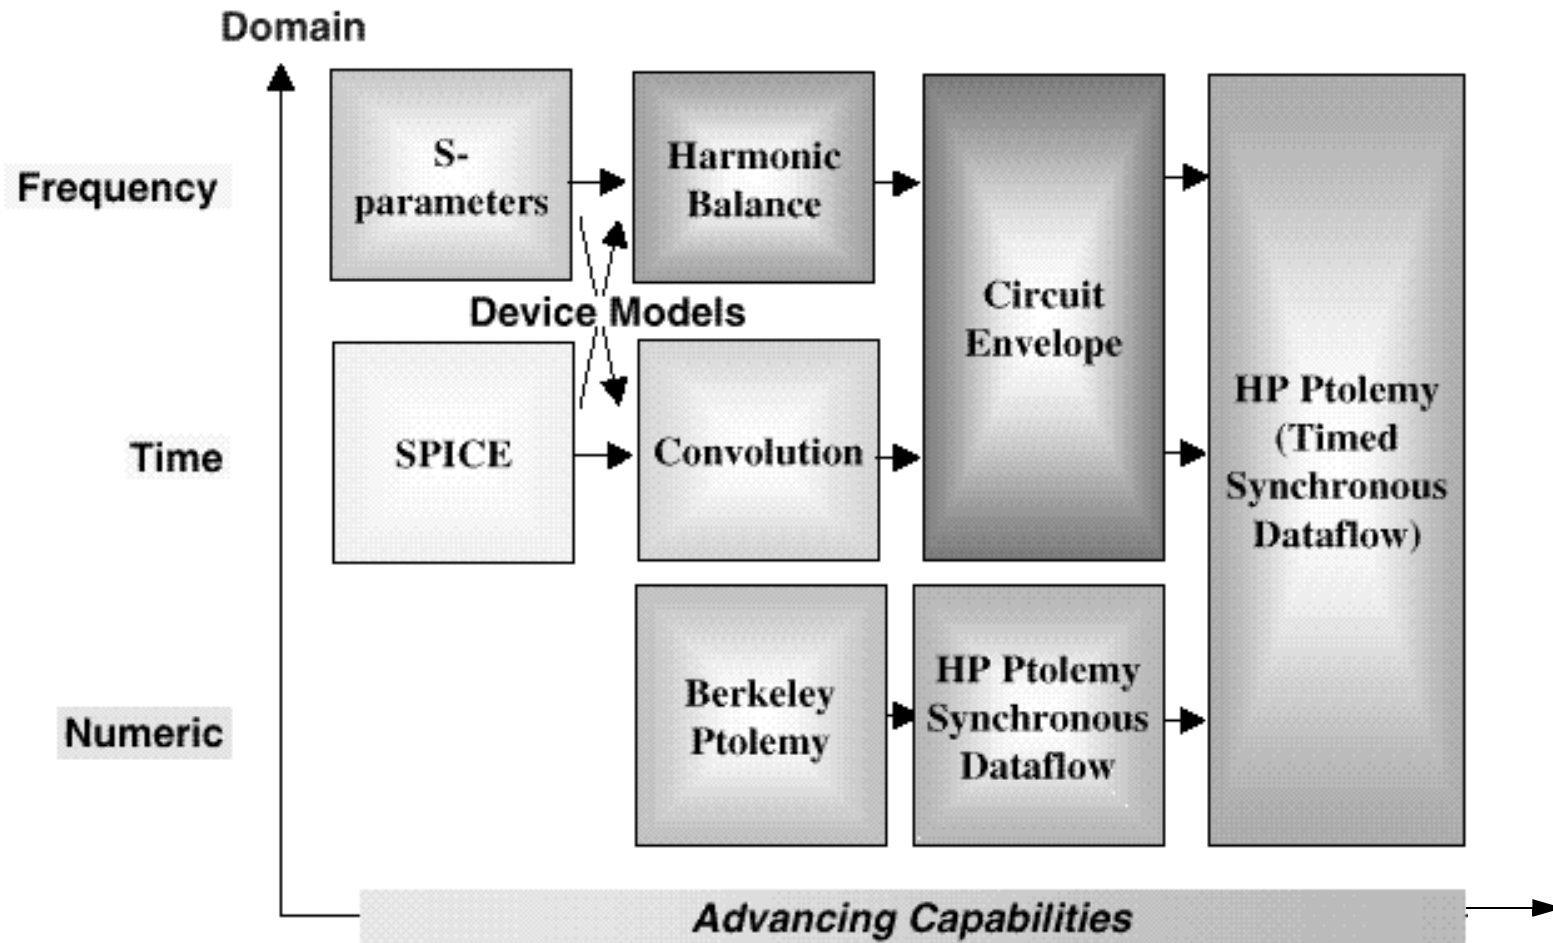 Domain
Frequency
S-
parameters
Harmonic
Balance
Circuit
Envelope
HP Ptolemy
(Timed
Synchronous
Dataflow)
Device Models
Time
SPICE
Convolution
Numeric
Berkeley
Ptolemy
HP Ptolemy
Synchronous
Dataflow
Advancing Capabilities